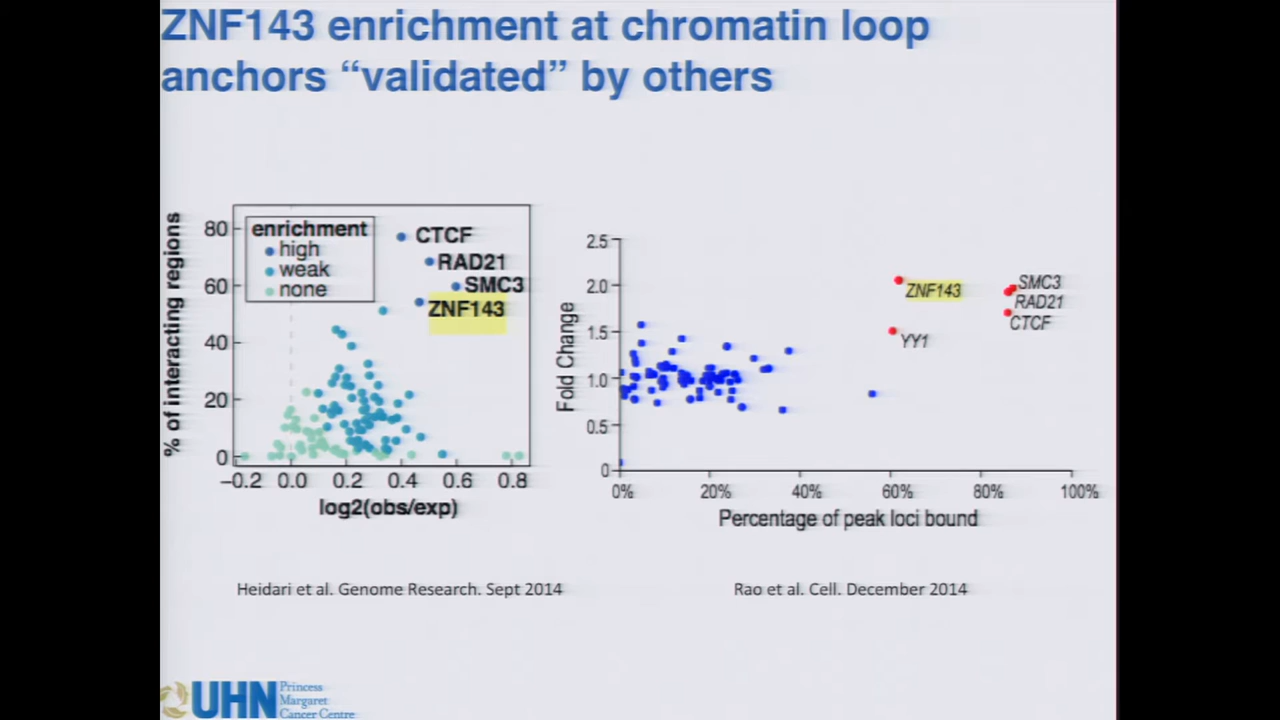 ZNF143 enrichment at chromatin loop
anchors “validated” by others
% of interacting regions
80
60
40
20
0
enrichment
high
weak
none
CTCF
RAD21
SMC3
ZNF143
−0.2 0.0 0.2 0.4 0.6 0.8
log2(obs/exp)
Fold Change
2.5
2.0
1.5
1.0
0.5
0
ZNF143
SMC3
RAD21
CTCF
YY1
0% 20% 40% 60% 80% 100%
Percentage of peak loci bound
Heidari et al. Genome Research. Sept 2014
Rao et al. Cell. December 2014
UHN
Princess
Margaret
Cancer Centre